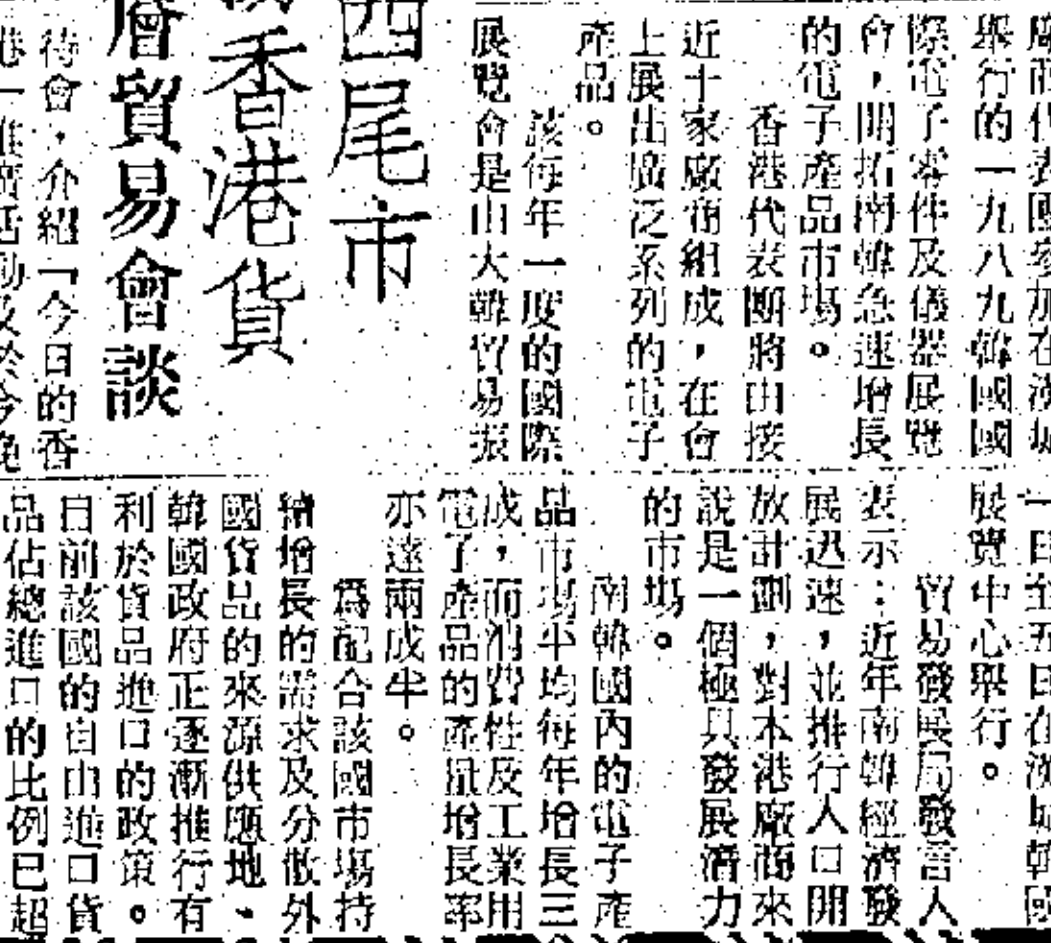 廠商代表團參加在漢城
舉行的一九八九韓國國
際電子零件及儀器展覽
會，開拓南韓急速增長
的電子產品市場。
香港代表團將由接
近十家廠商組成，在會
上展出廣泛系列的電子
產品。
該每年一度的國際
展覽會是由大韓貿易振
一日至五日在漢城韓國
展覽中心舉行。
貿易發展局發言人
表示：近年南韓經濟發
展迅速，並推行人口開
放計劃，對本港廠商來
說是一個極具發展濟力
的市場。
南韓國內的電子產
品市場半均每年增長三
成，而消費性及工業用
電子產品的產量增長率
亦達兩成半。
為配合該國市場持
續增長的需求及分散外
國貨品的來源供應地，
韓國政府正逐漸推行有
利於貨品進口的政策。
目前該國的自由進口貨
品佔總進口的比例已超
西尾市
香港貨
層貿易會談
待會，介紹「今日的香
港一推廣活動及於今晚